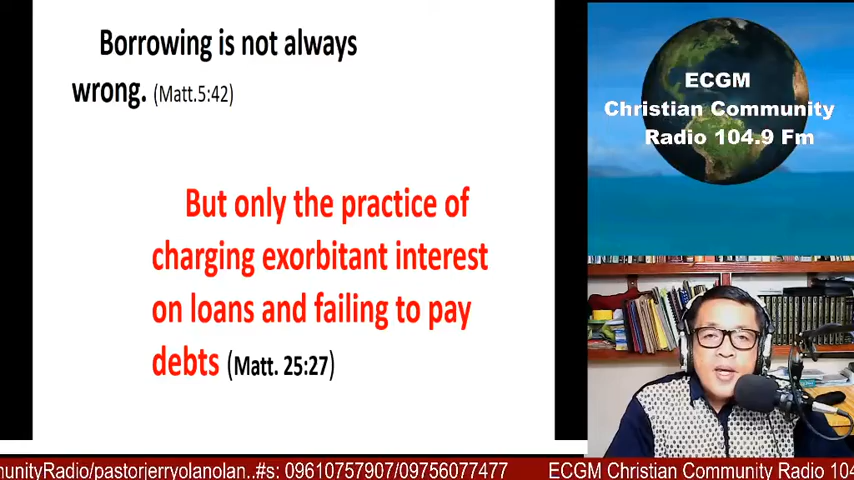 Borrowing is not always
wrong. (Matt.5:42)
But only the practice of
charging exorbitant interest
on loans and failing to pay
debts (Matt. 25:27)
ECGM
Christian Community
Radio 104.9 Fm
munityRadio/pastorjerryolanolan..#s: 09610757907/09756077477 ECGM Christian Community Radio 104